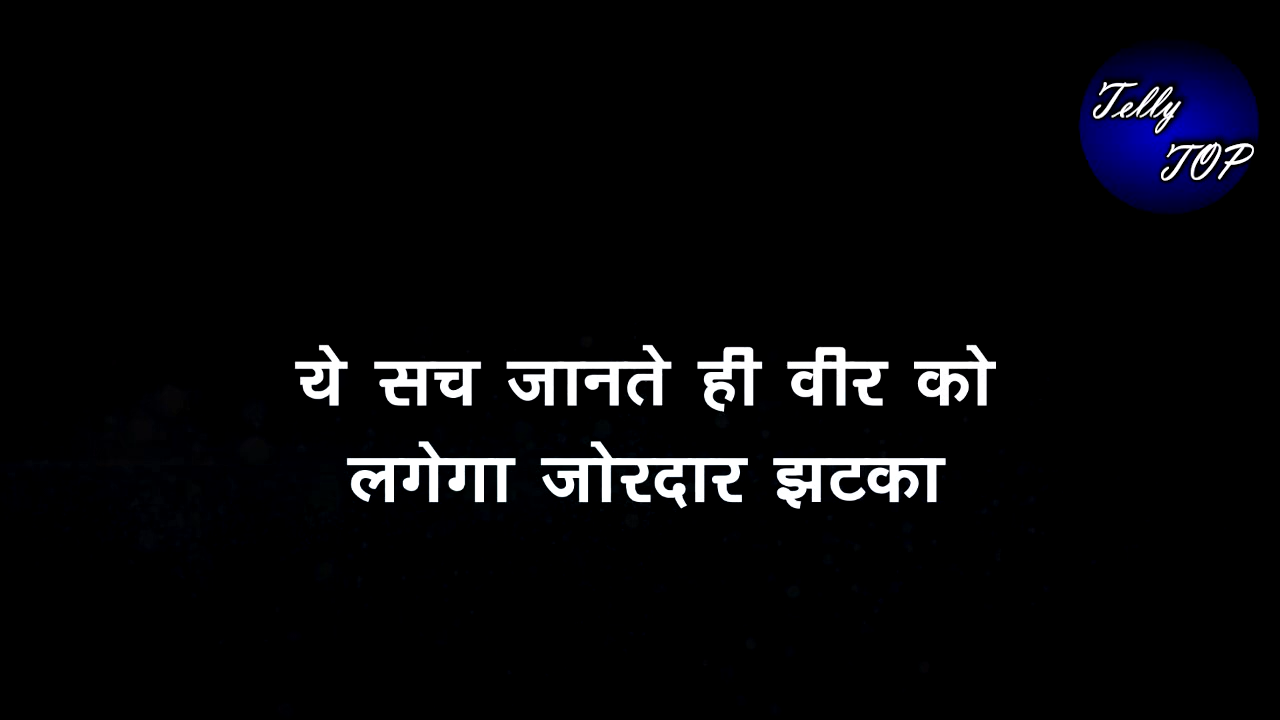 Telly
TOP
ये सच जानते ही वीर को
लगेगा जोरदार झटका